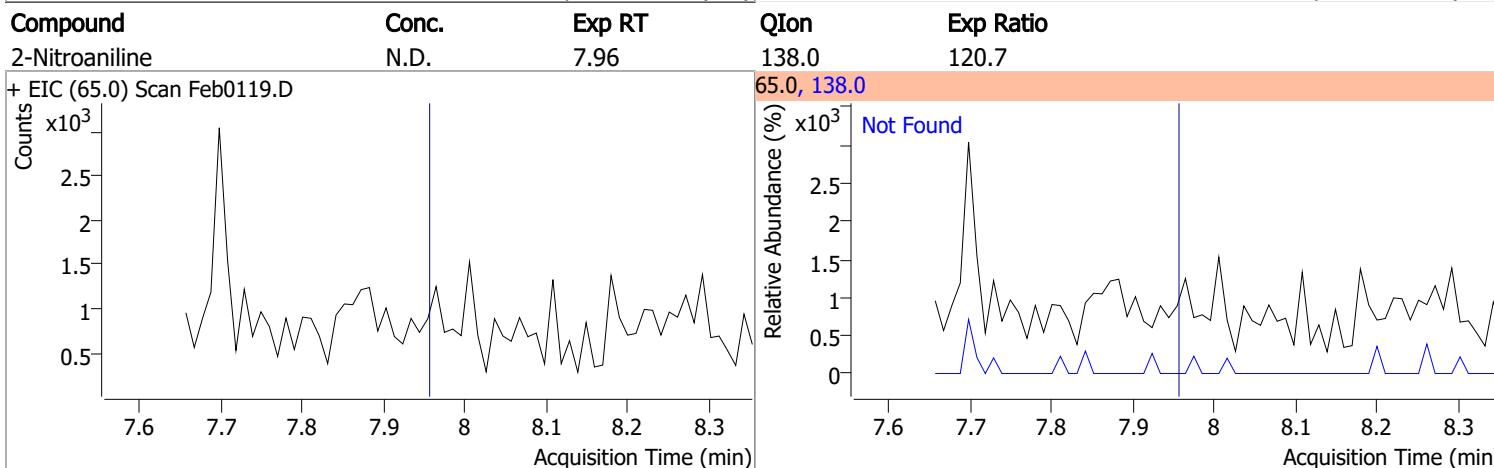 Compound Conc. Exp RT QIon Exp Ratio
2-Nitroaniline N.D. 7.96 138.0 120.7
+ EIC (65.0) Scan Feb0119.D
Counts
x10³
2.5
2
1.5
1
0.5
7.6 7.7 7.8 7.9 8 8.1 8.2 8.3
Acquisition Time (min)
65.0, 138.0
Relative Abundance (%)
x10³
Not Found
2.5
2
1.5
1
0.5
0
7.6 7.7 7.8 7.9 8 8.1 8.2 8.3
Acquisition Time (min)